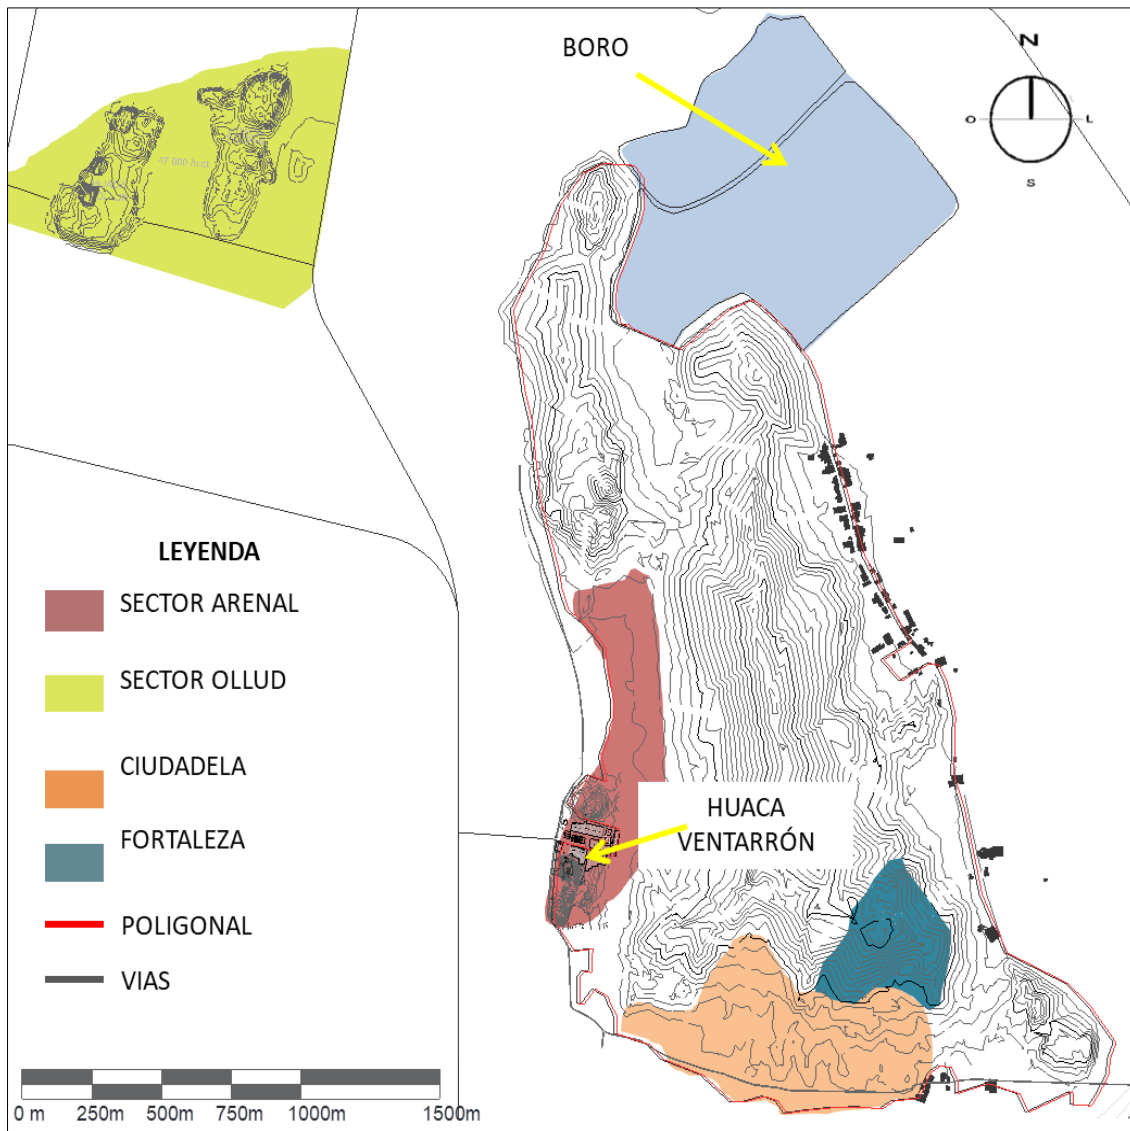 BORO
N
O
L
S
LEYENDA
SECTOR ARENAL
SECTOR OLLUD
CIUDADELA
FORTALEZA
POLIGONAL
VIAS
HUACA
VENTARRÓN
0 m 250m 500m 750m 1000m 1500m